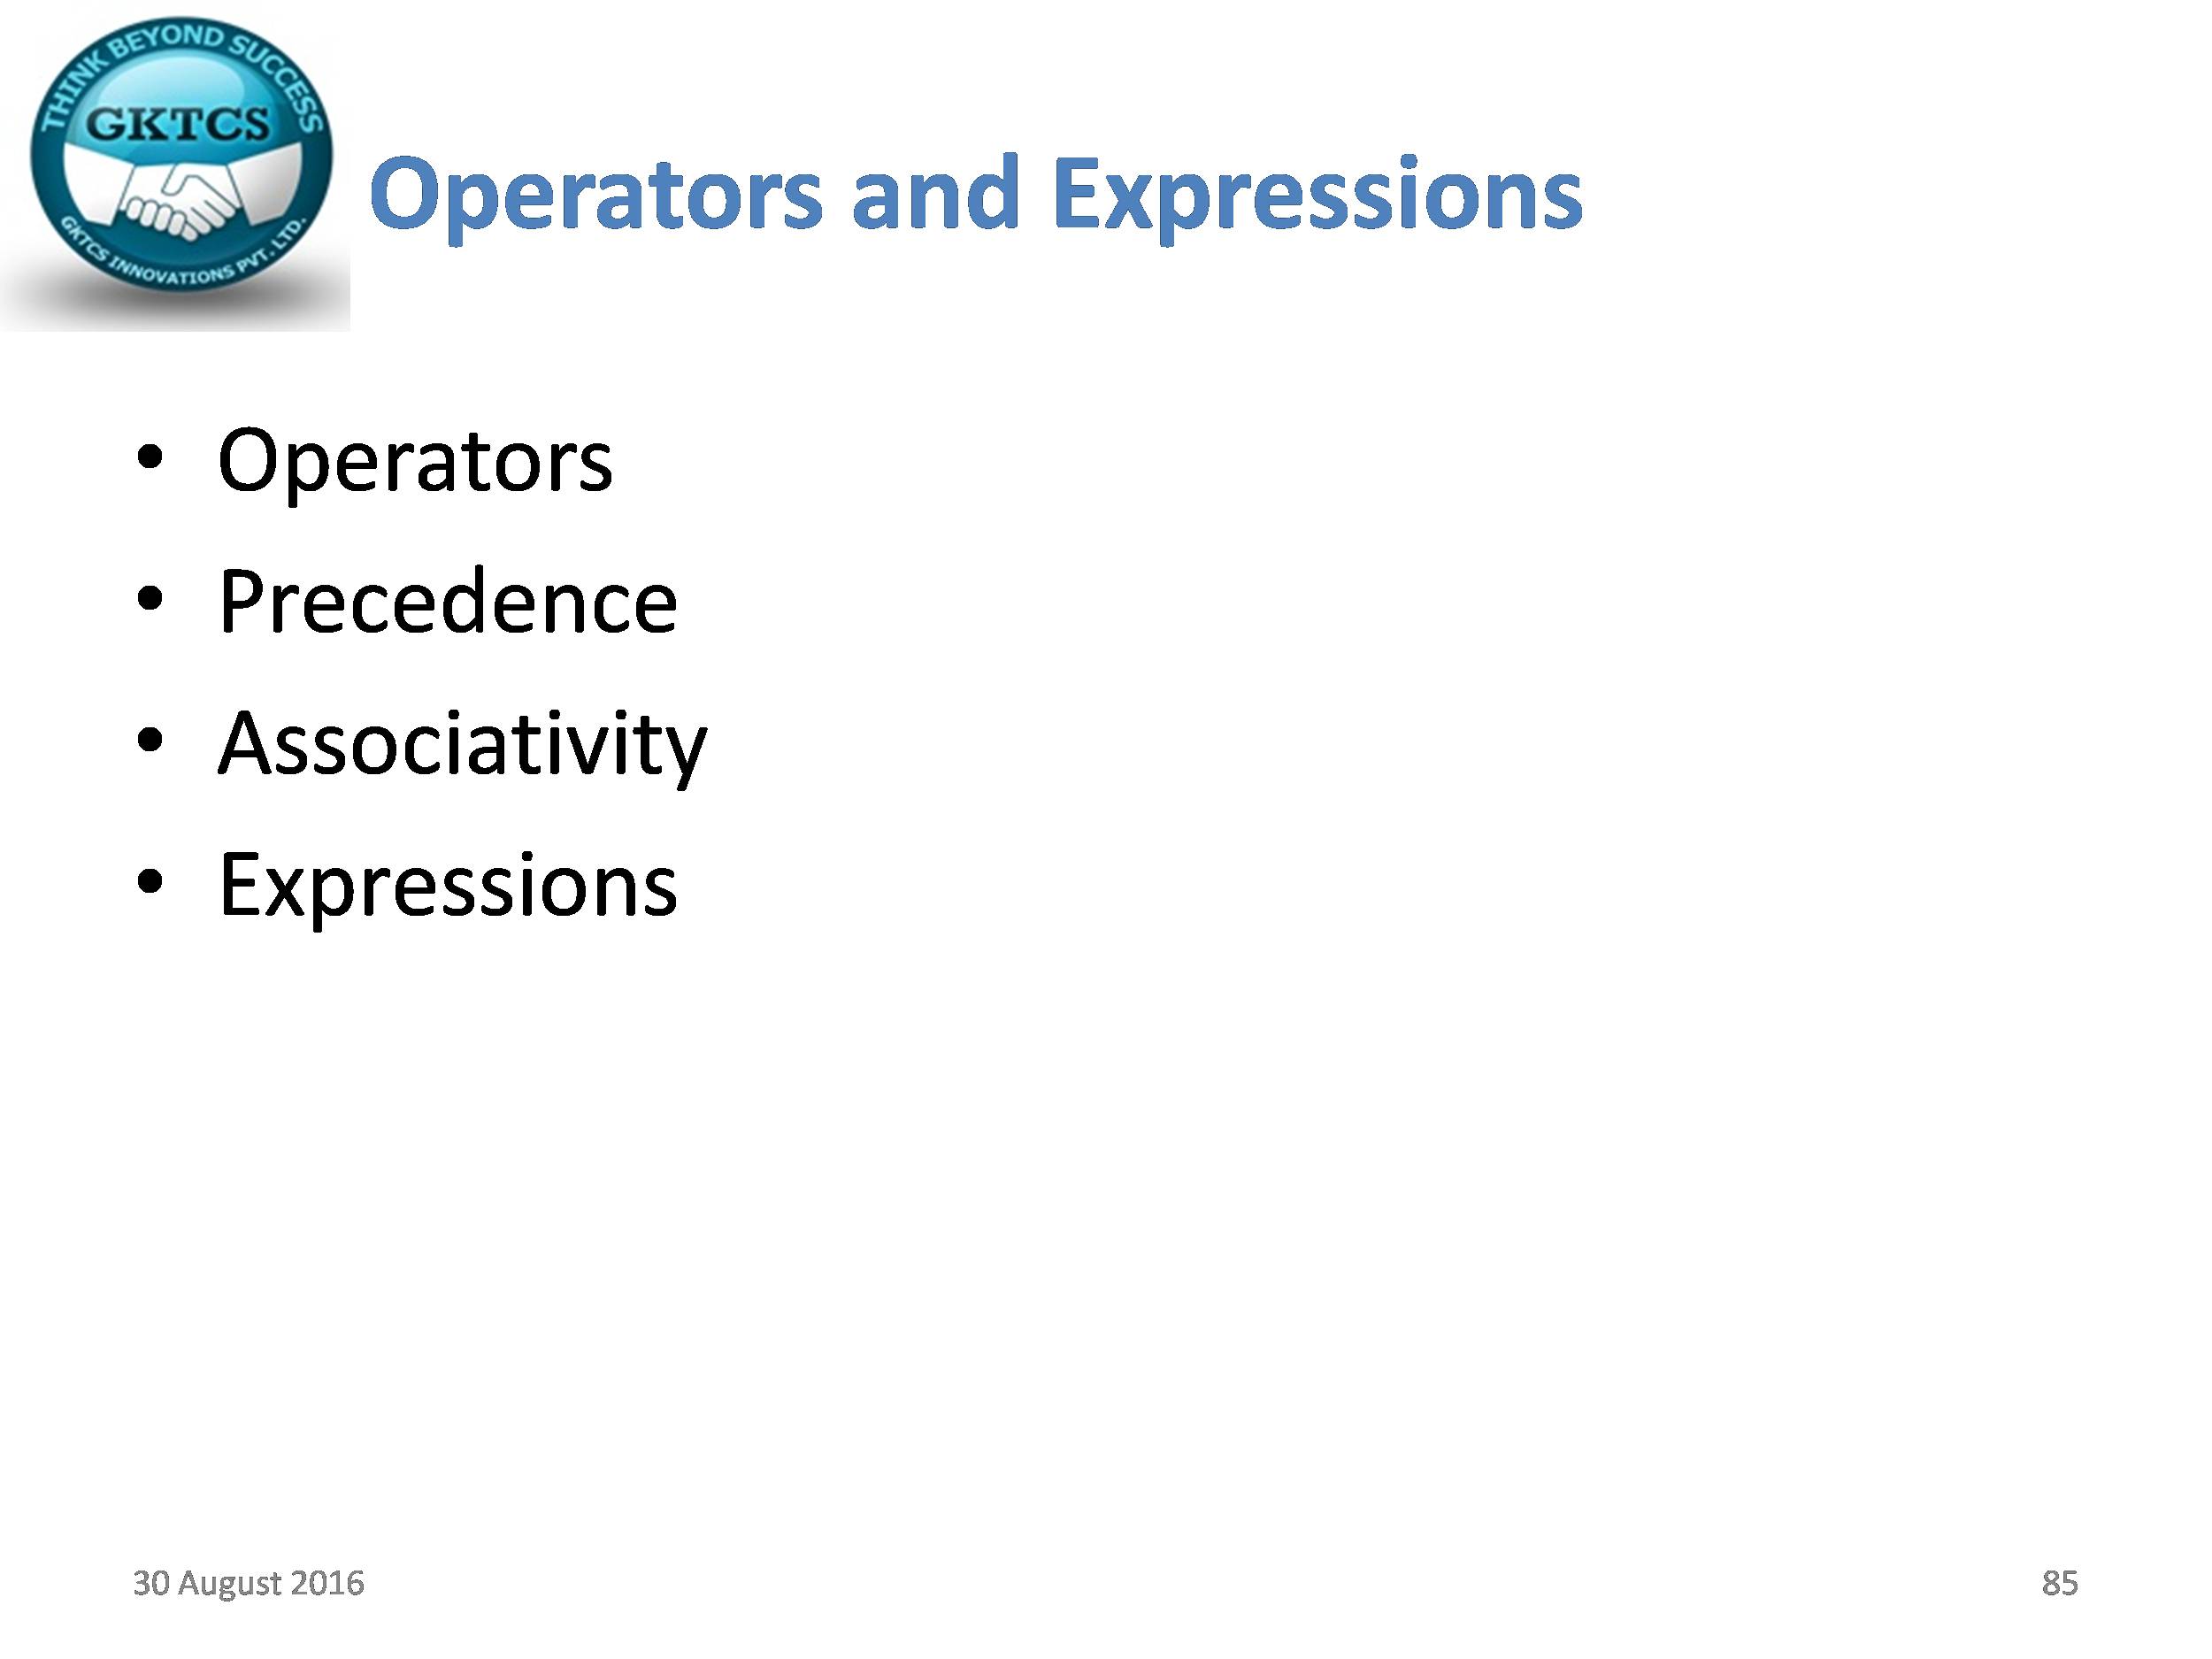 THINK BEYOND SUCCESS
GKTCS
GKTCS INNOVATIONS PVT. LTD.
Operators and Expressions
• Operators
• Precedence
• Associativity
• Expressions
30 August 2016
85